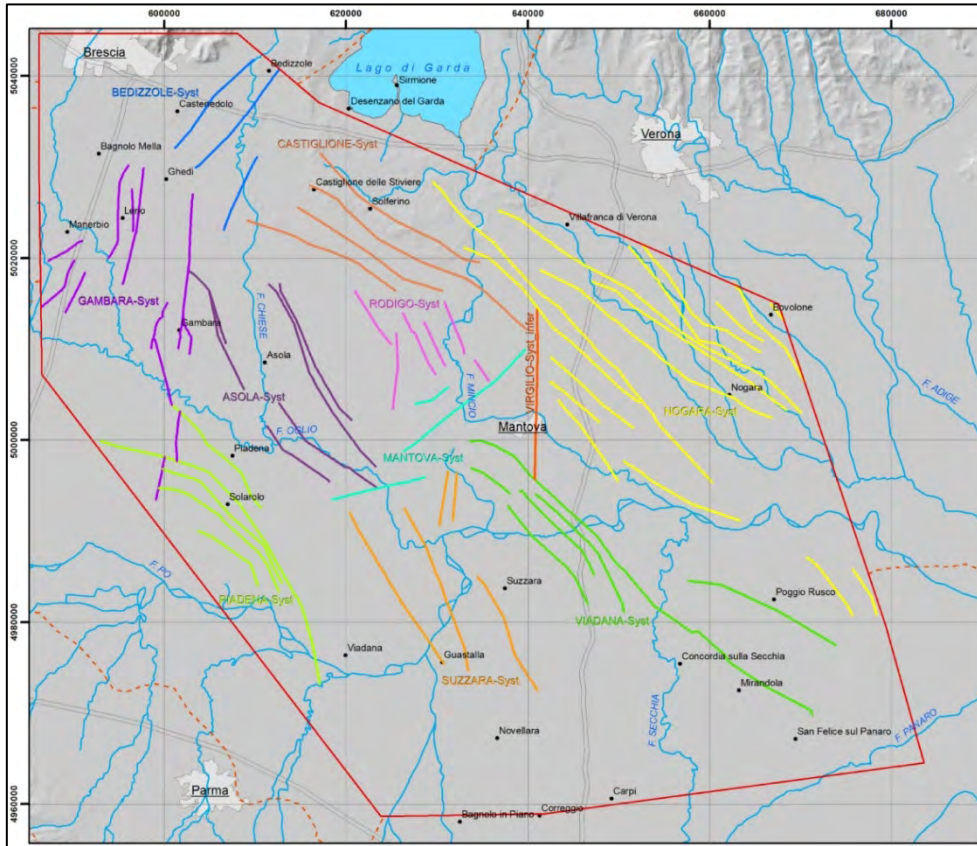 600000
620000
640000
660000
680000
Brescia
Bedizzole
Lago di Garda
Sirmione
5040000
BEDIZZOLE-Syst
Castenedolo
Desenzano del Garda
Verona
Bagnolo Mella
CASTIGLIONE-Syst
Ghedi
Castiglione delle Stiviere
Solferino
Leno
Manerbio
Villafranca di Verona
5020000
GAMBARA-Syst
F. CHIESE
RODIGO-Syst
Bovolone
Gambara
VIRGILIO-Syst_infer
Asola
F. MINCIO
F. ADIGE
ASOLA-Syst
Nogara
NOGARA-Syst
F. OGLIO
Mantova
5000000
Piadena
MANTOVA-Syst
Solarolo
F. PO
Suzzara
PIADENA-Syst
Poggio Rusco
VIADANA-Syst
4980000
Viadana
Guastalla
Concordia sulla Secchia
SUZZARA-Syst
Mirandola
F. SECCHIA
Novellara
San Felice sul Panaro
F. PANARO
Parma
Carpi
4960000
Bagnolo in Piano
Correggio